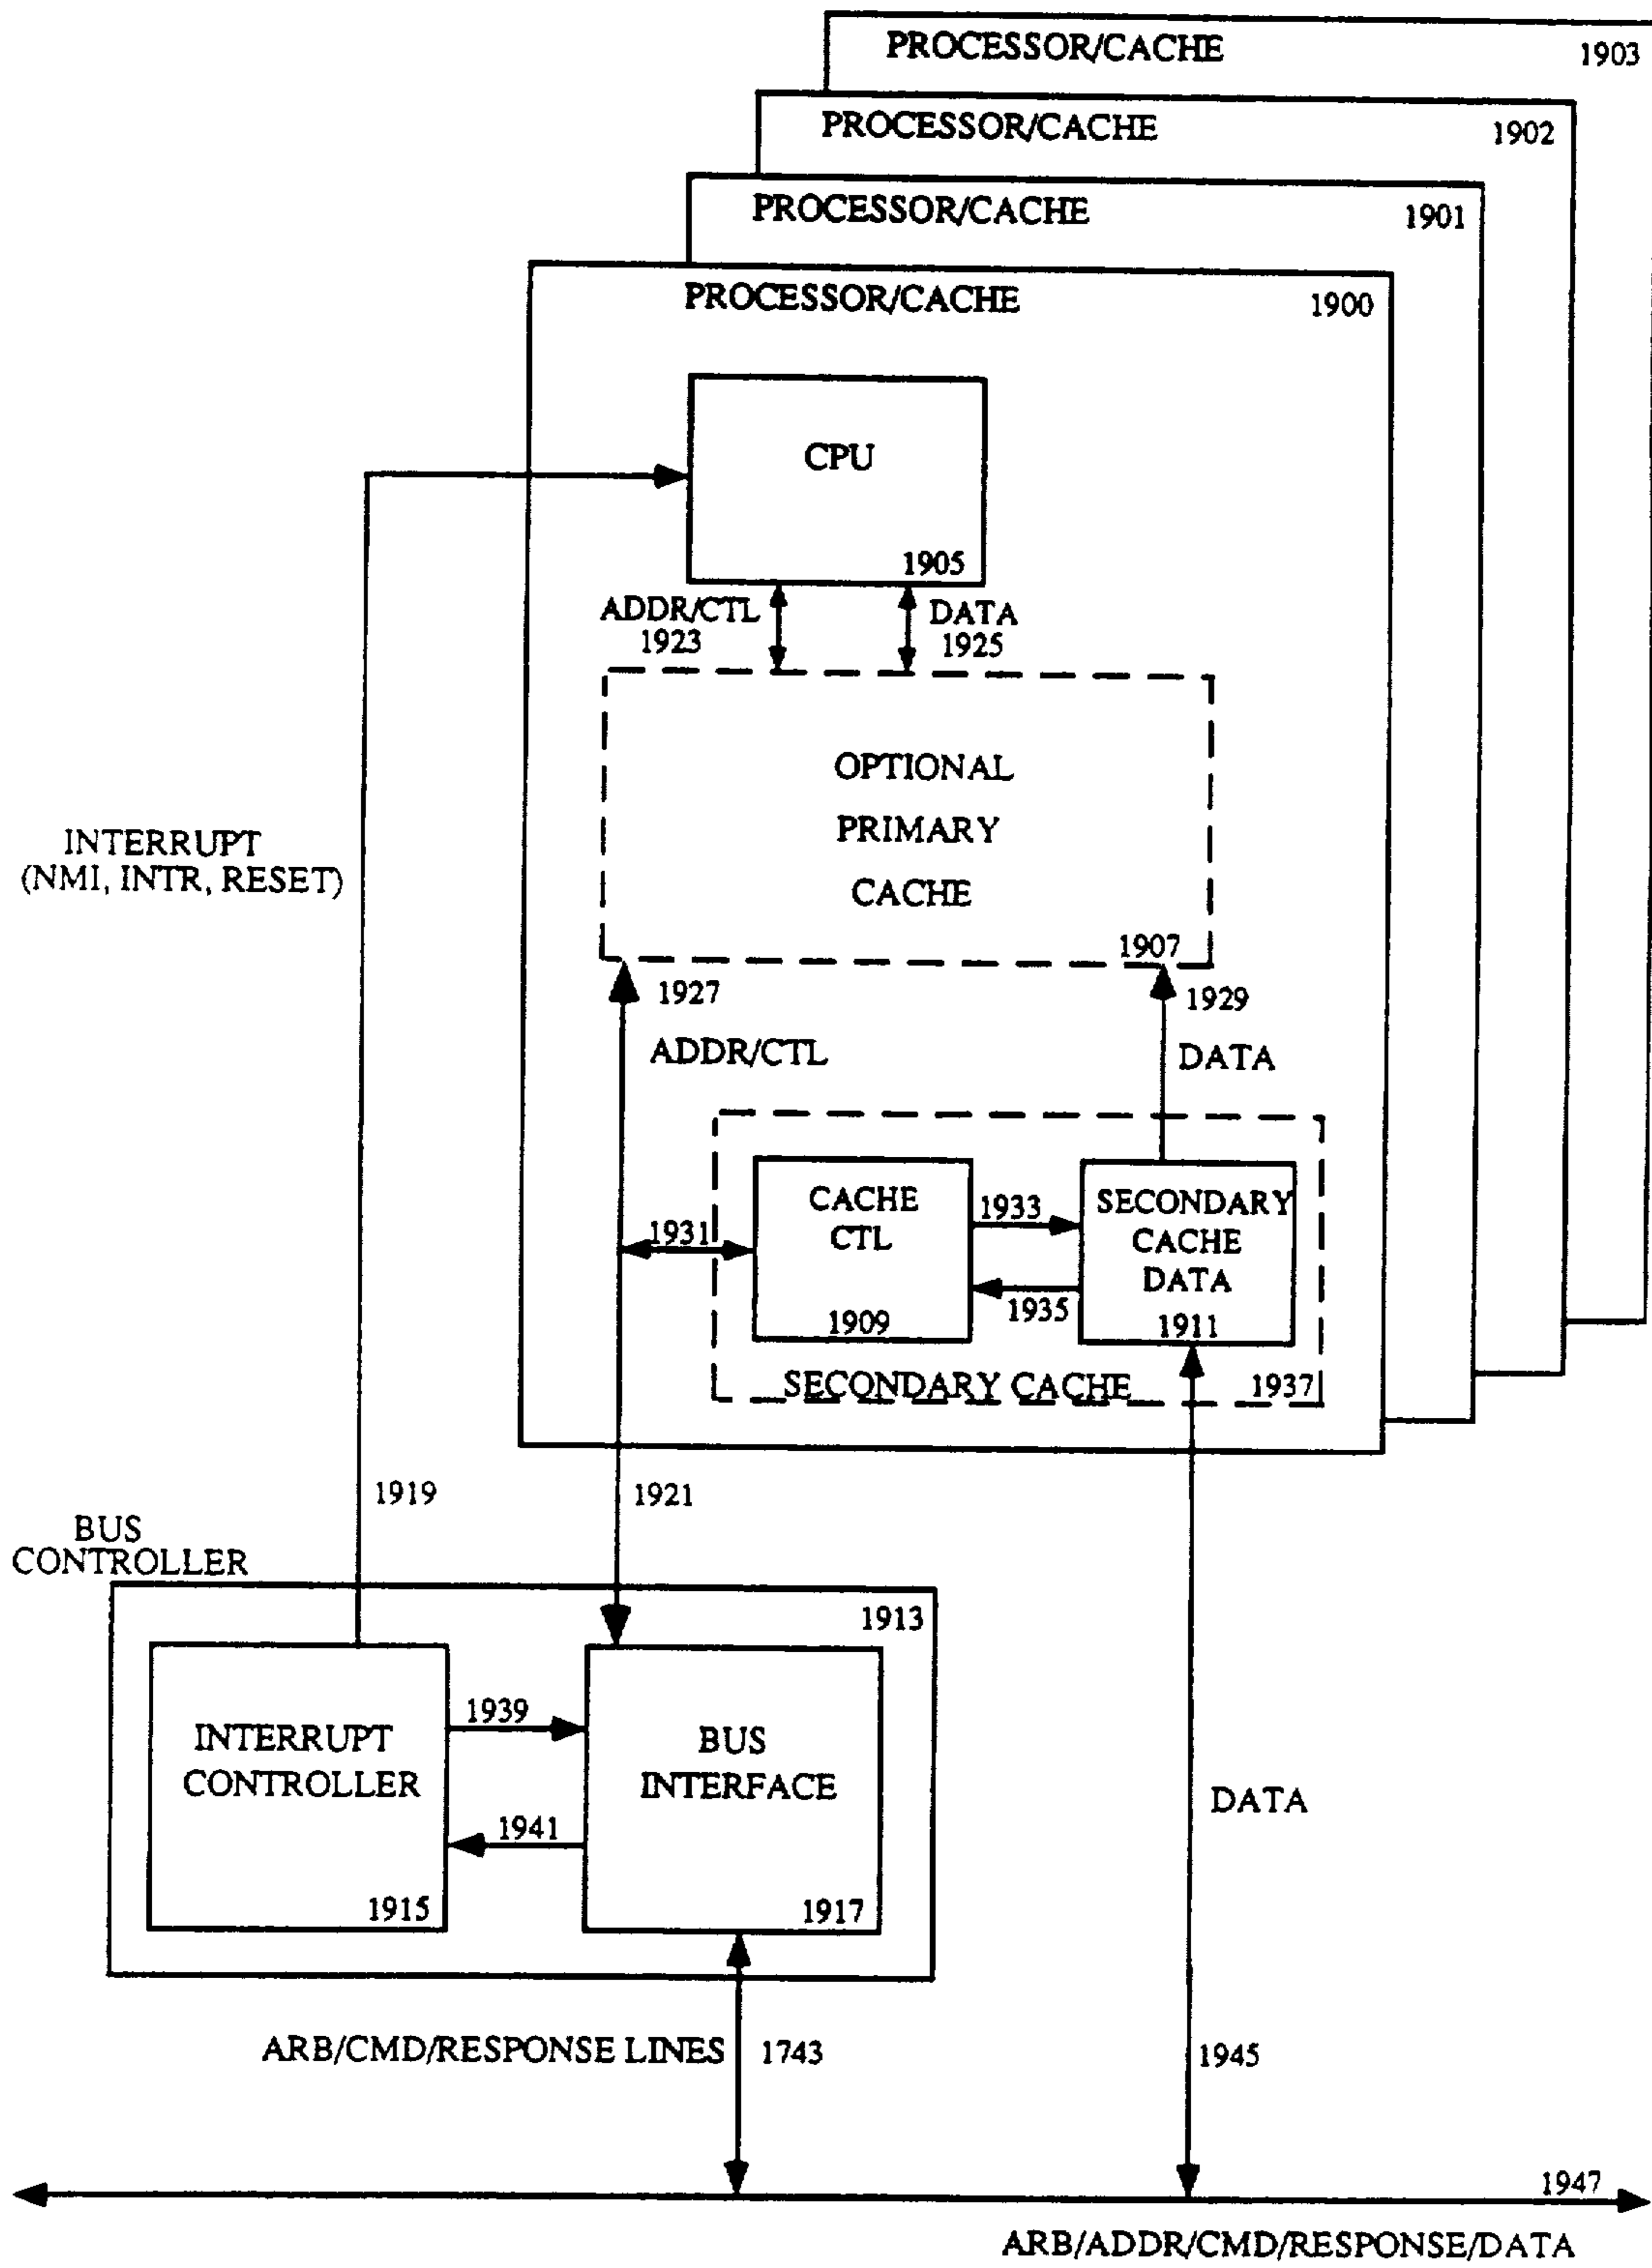 PROCESSOR/CACHE 1903
PROCESSOR/CACHE 1902
PROCESSOR/CACHE 1901
PROCESSOR/CACHE 1900
CPU
1905
ADDR/CTL
1923
DATA
1925
OPTIONAL
PRIMARY
CACHE
1907
INTERRUPT
(NMI, INTR, RESET)
1927
1929
ADDR/CTL
DATA
1931
CACHE
CTL
1909
1933
1935
SECONDARY
CACHE
DATA
1911
SECONDARY CACHE 1937
1919
1921
BUS
CONTROLLER
1913
INTERRUPT
CONTROLLER
1915
1939
1941
BUS
INTERFACE
1917
DATA
ARB/CMD/RESPONSE LINES 1743
1945
1947
ARB/ADDR/CMD/RESPONSE/DATA